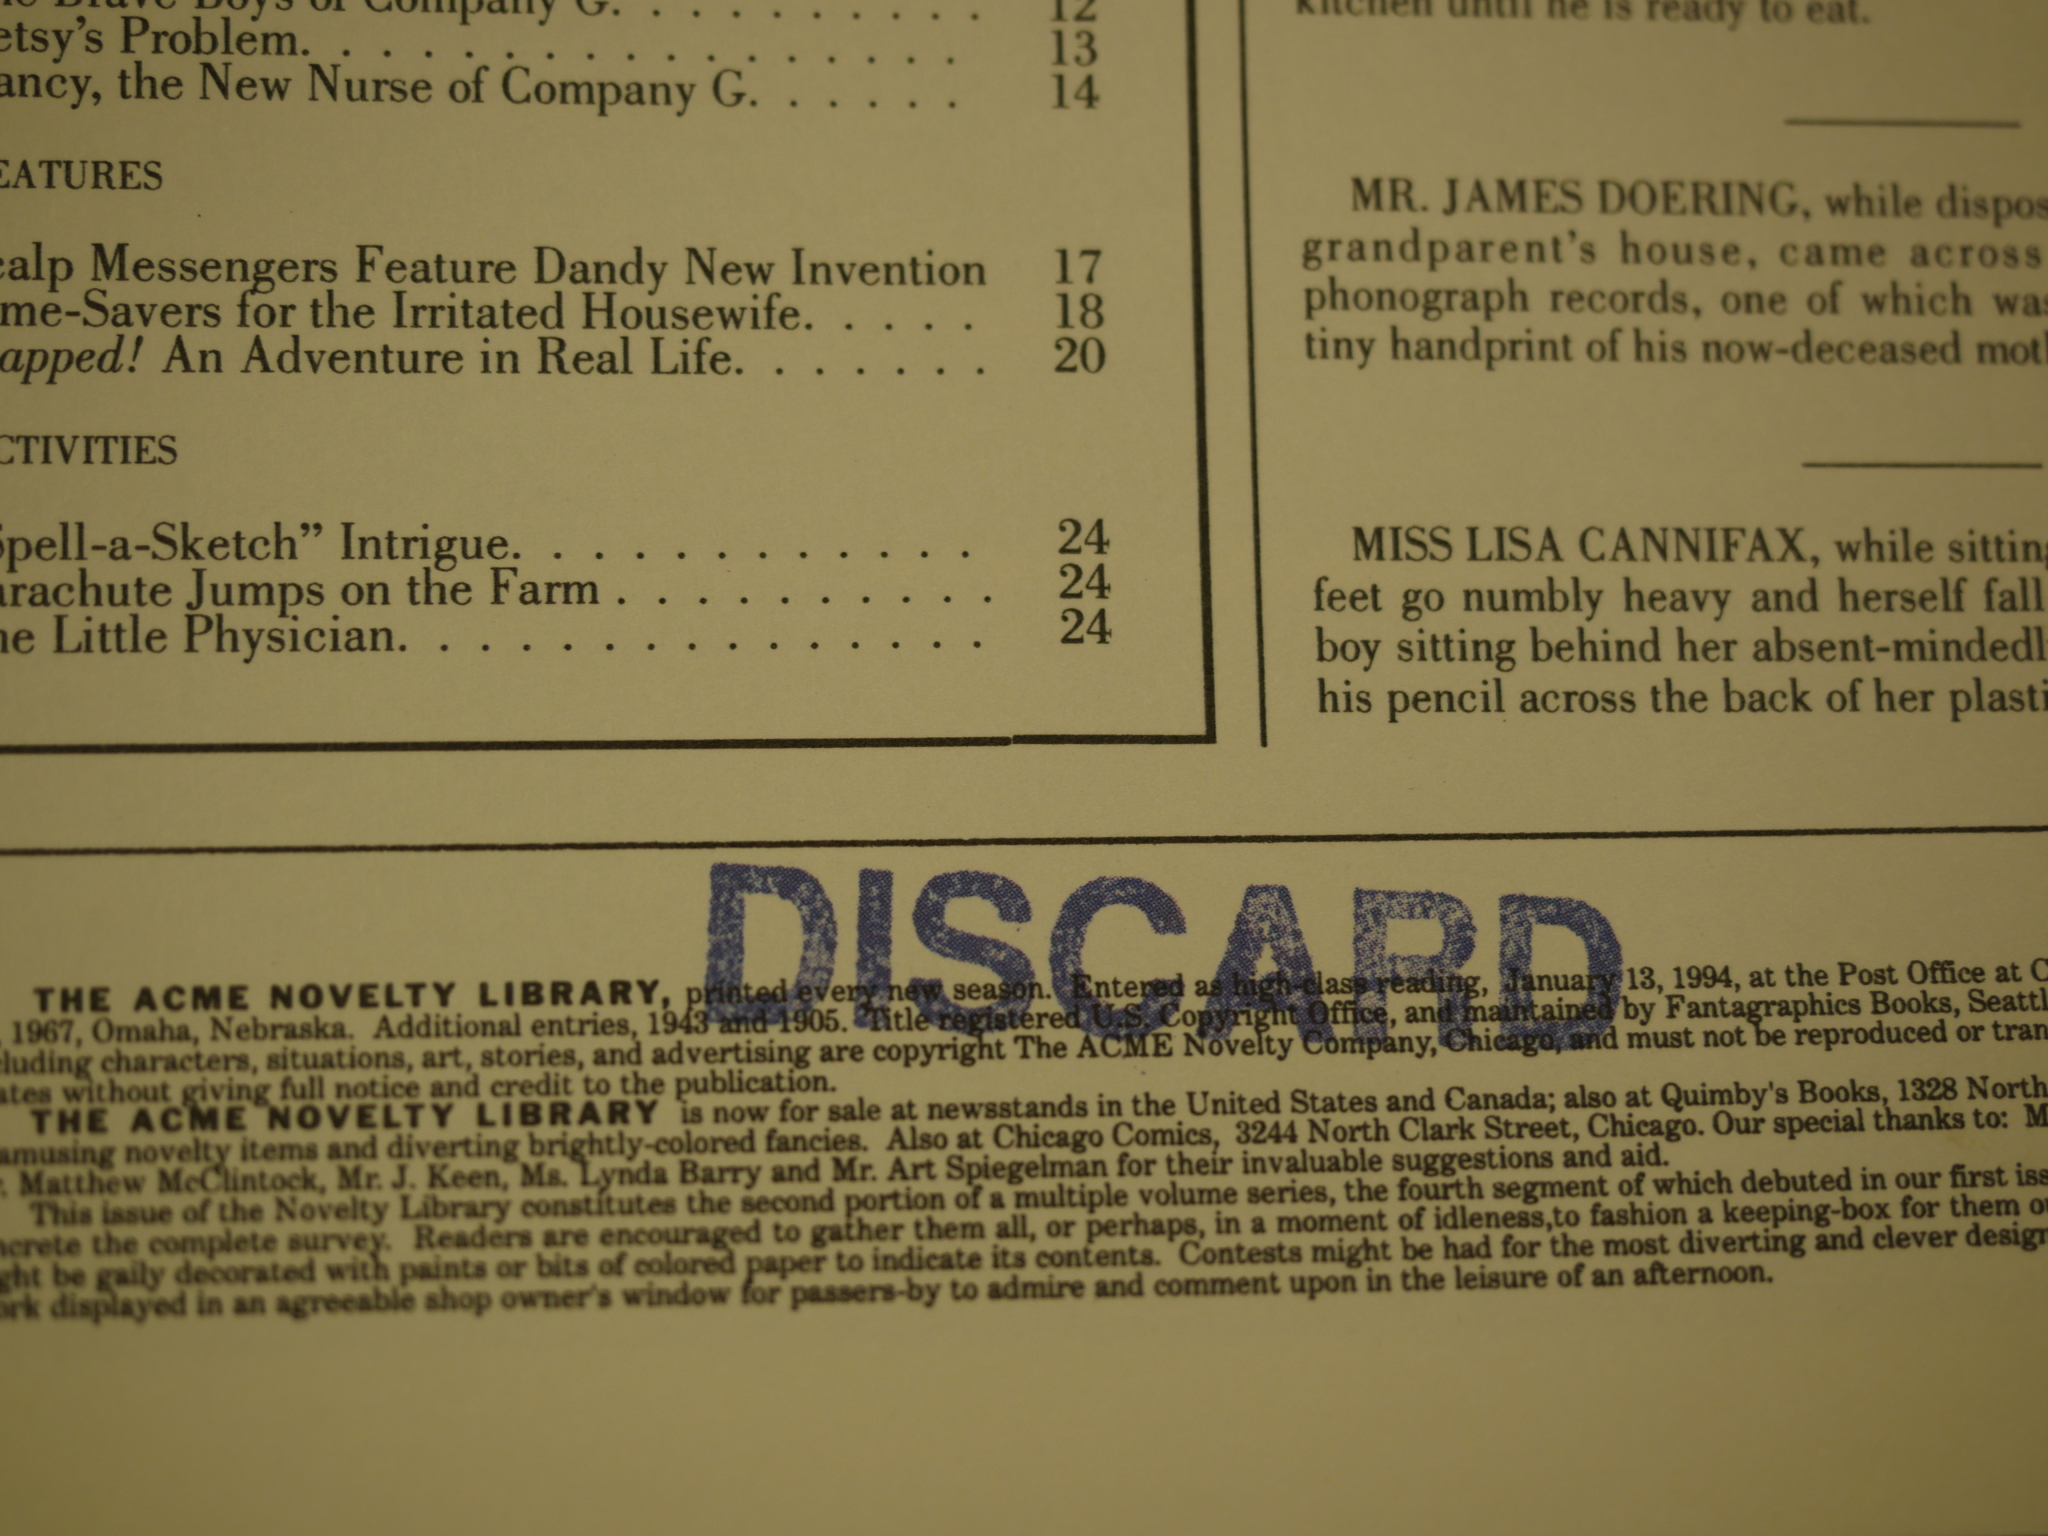 Brave Boys of Company G. . . . . . . . . . 12
etsy's Problem. . . . . . . . . . . . . . . . . 13
ancy, the New Nurse of Company G. . . . . . 14
EATURES
calp Messengers Feature Dandy New Invention 17
me-Savers for the Irritated Housewife. . . . . 18
apped! An Adventure in Real Life. . . . . . . 20
CTIVITIES
Spell-a-Sketch" Intrigue. . . . . . . . . . . . 24
arachute Jumps on the Farm . . . . . . . . . . 24
he Little Physician. . . . . . . . . . . . . . . 24
kitchen until he is ready to eat.
MR. JAMES DOERING, while dispos
grandparent's house, came across
phonograph records, one of which was
tiny handprint of his now-deceased moth
MISS LISA CANNIFAX, while sitting
feet go numbly heavy and herself fall
boy sitting behind her absent-mindedl
his pencil across the back of her plasti
DISCARD
THE ACME NOVELTY LIBRARY, printed every new season. Entered as high-class reading, January 13, 1994, at the Post Office at C
1967, Omaha, Nebraska. Additional entries, 1943 and 1905. Title registered U.S. Copyright Office, and maintained by Fantagraphics Books, Seattl
cluding characters, situations, art, stories, and advertising are copyright The ACME Novelty Company, Chicago, and must not be reproduced or tran
ates without giving full notice and credit to the publication.
THE ACME NOVELTY LIBRARY is now for sale at newsstands in the United States and Canada; also at Quimby's Books, 1328 North
amusing novelty items and diverting brightly-colored fancies. Also at Chicago Comics, 3244 North Clark Street, Chicago. Our special thanks to: M
r. Matthew McClintock, Mr. J. Keen, Ms. Lynda Barry and Mr. Art Spiegelman for their invaluable suggestions and aid.
This issue of the Novelty Library constitutes the second portion of a multiple volume series, the fourth segment of which debuted in our first iss
ncrete the complete survey. Readers are encouraged to gather them all, or perhaps, in a moment of idleness,to fashion a keeping-box for them o
ght be gaily decorated with paints or bits of colored paper to indicate its contents. Contests might be had for the most diverting and clever design
ork displayed in an agreeable shop owner's window for passers-by to admire and comment upon in the leisure of an afternoon.